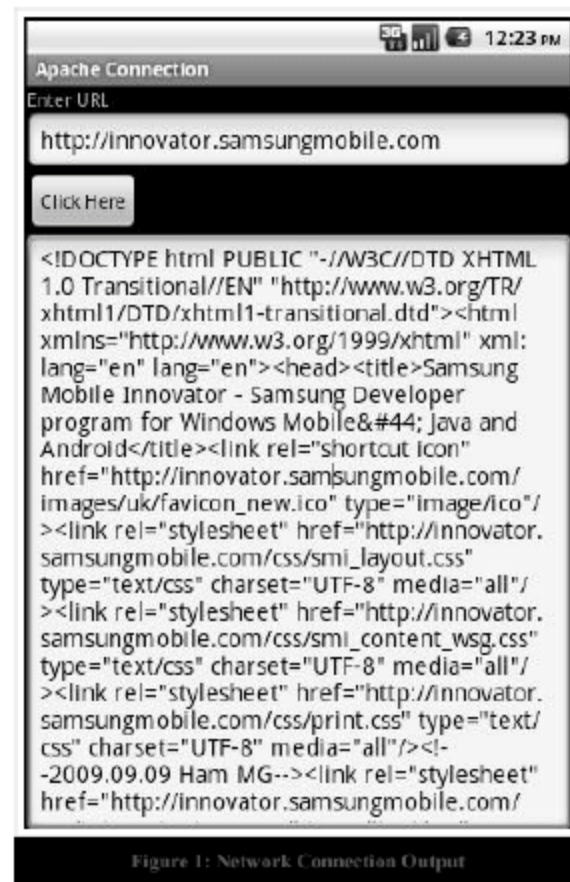 3G 12:23 PM
Apache Connection
Enter URL
http://innovator.samsungmobile.com
Click Here
<!DOCTYPE html PUBLIC "-//W3C//DTD XHTML
1.0 Transitional//EN" "http://www.w3.org/TR/
xhtml1/DTD/xhtml1-transitional.dtd"><html
xmlns="http://www.w3.org/1999/xhtml" xml:
lang="en" lang="en"><head><title>Samsung
Mobile Innovator - Samsung Developer
program for Windows Mobile&#44; Java and
Android</title><link rel="shortcut icon"
href="http://innovator.samsungmobile.com/
images/uk/favicon_new.ico" type="image/ico"/
><link rel="stylesheet" href="http://innovator.
samsungmobile.com/css/smi_layout.css"
type="text/css" charset="UTF-8" media="all"/
><link rel="stylesheet" href="http://innovator.
samsungmobile.com/css/smi_content_wsg.css"
type="text/css" charset="UTF-8" media="all"/
><link rel="stylesheet" href="http://innovator.
samsungmobile.com/css/print.css" type="text/
css" charset="UTF-8" media="all"/><!-
-2009.09.09 Ham MG--><link rel="stylesheet"
href="http://innovator.samsungmobile.com/
Figure 1: Network Connection Output